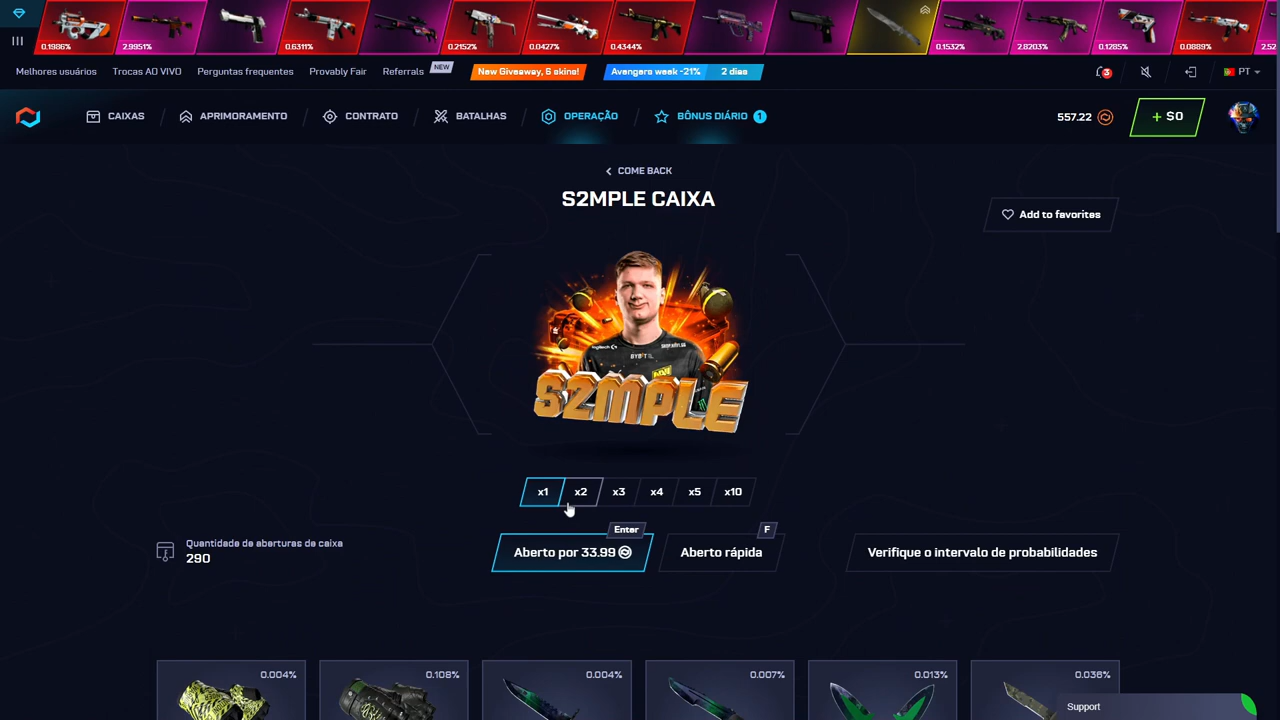 0.1986%
2.9951%
0.6311%
0.2152%
0.0427%
0.4344%
0.1532%
2.8203%
0.1285%
0.0889%
2.52
Melhores usuários
Trocas AO VIVO
Perguntas frequentes
Provably Fair
Referrals
NEW
New Giveaway, 6 skins!
Avengers week -21%
2 dias
3
PT
CAIXAS
APRIMORAMENTO
CONTRATO
BATALHAS
OPERAÇÃO
BÔNUS DIÁRIO
1
557.22
+ $0
COME BACK
S2MPLE CAIXA
Add to favorites
logitech G
BYBIT
S2MPLE
x1
x2
x3
x4
x5
x10
Enter
F
Quantidade de aberturas de caixa
290
Aberto por 33.99
Aberto rápida
Verifique o intervalo de probabilidades
0.004%
0.108%
0.004%
0.007%
0.013%
0.036%
Support